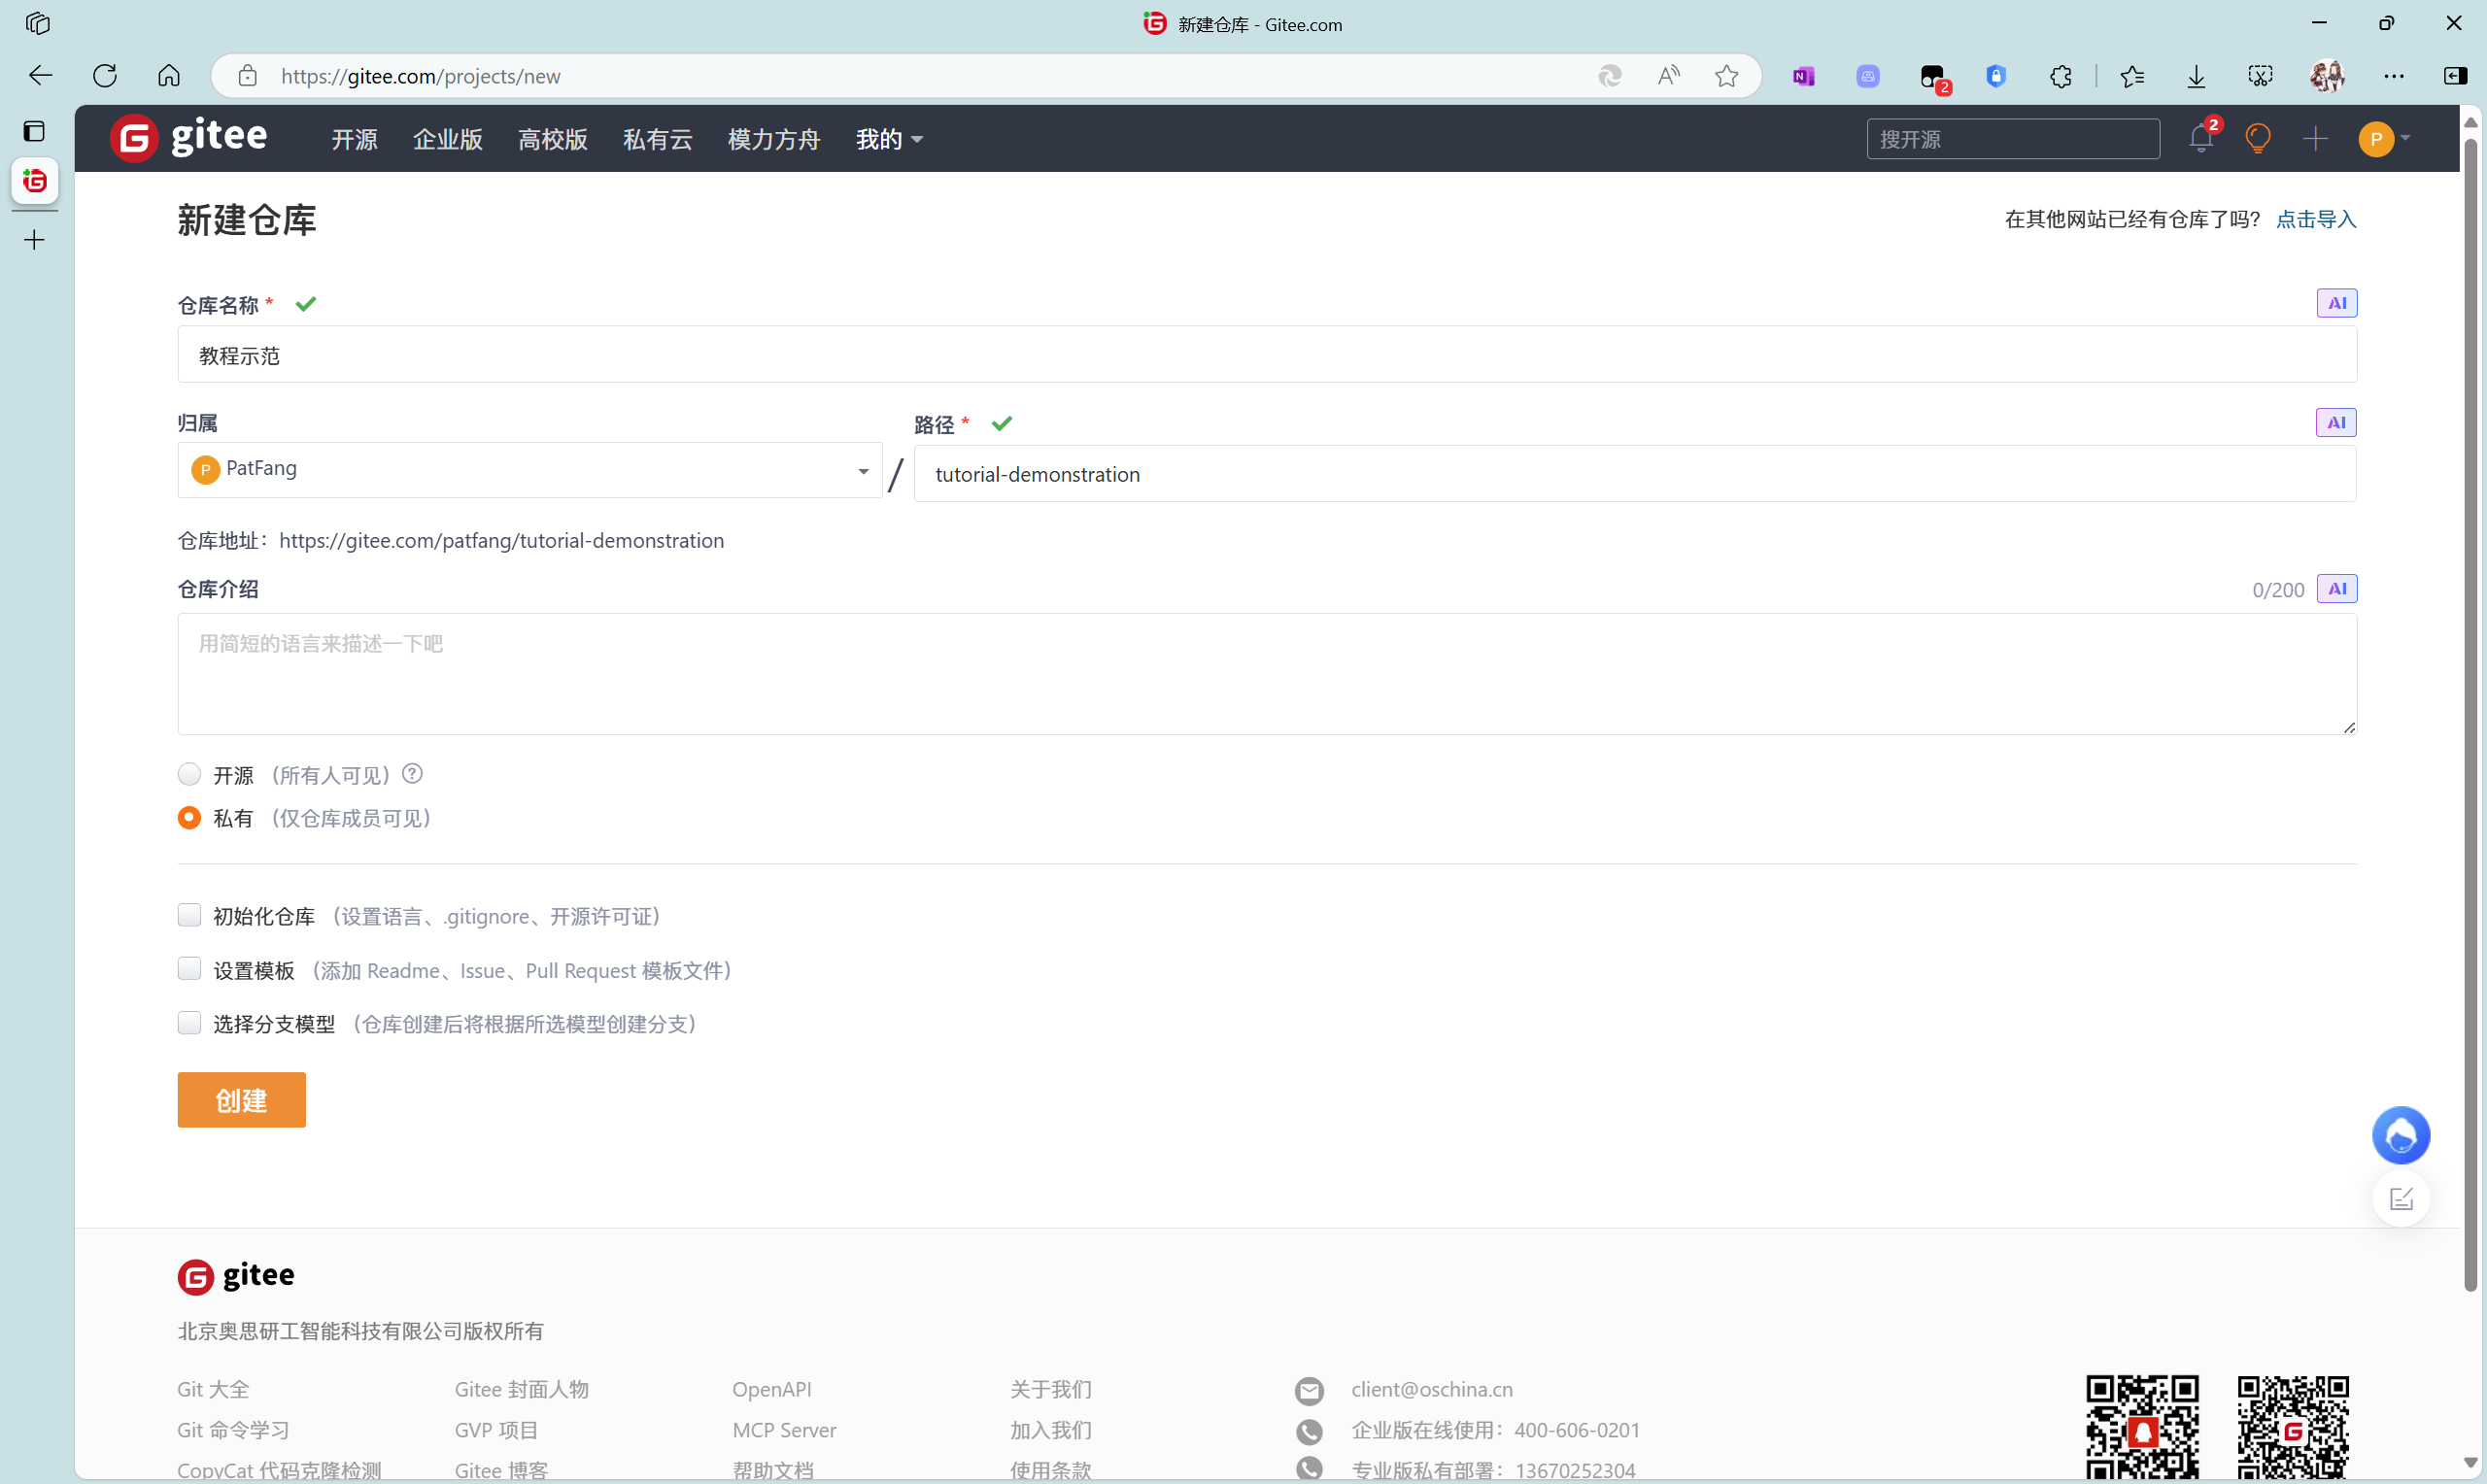 新建仓库 - Gitee.com
https://gitee.com/projects/new
2
gitee 开源 企业版 高校版 私有云 模力方舟 我的 搜开源 2 P
新建仓库 在其他网站已经有仓库了吗? 点击导入
仓库名称 * AI
教程示范
归属 路径 * AI
P PatFang / tutorial-demonstration
仓库地址：https://gitee.com/patfang/tutorial-demonstration
仓库介绍 0/200 AI
用简短的语言来描述一下吧
开源 （所有人可见）
私有 （仅仓库成员可见）
初始化仓库 （设置语言、.gitignore、开源许可证）
设置模板 （添加 Readme、Issue、Pull Request 模板文件）
选择分支模型 （仓库创建后将根据所选模型创建分支）
创建
gitee
北京奥思研工智能科技有限公司版权所有
Git 大全 Gitee 封面人物 OpenAPI 关于我们 client@oschina.cn
Git 命令学习 GVP 项目 MCP Server 加入我们 企业版在线使用：400-606-0201
CopyCat 代码克隆检测 Gitee 博客 帮助文档 使用条款 专业版私有部署：13670252304